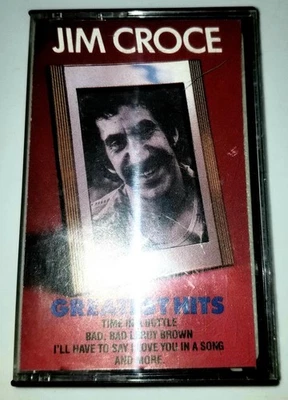 JIM CROCE
GREATEST HITS
TIME IN A BOTTLE
BAD, BAD LEROY BROWN
I'LL HAVE TO SAY I LOVE YOU IN A SONG
AND MORE...